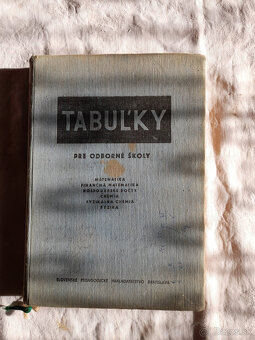 TABUĽKY
PRE ODBORNÉ ŠKOLY
MATEMATIKA
FINANČNÁ MATEMATIKA
HOSPODÁRSKE POČTY
CHÉMIA
FYZIKÁLNA CHÉMIA
FYZIKA
SLOVENSKÉ PEDAGOGICKÉ NAKLADATEĽSTVO BRATISLAVA